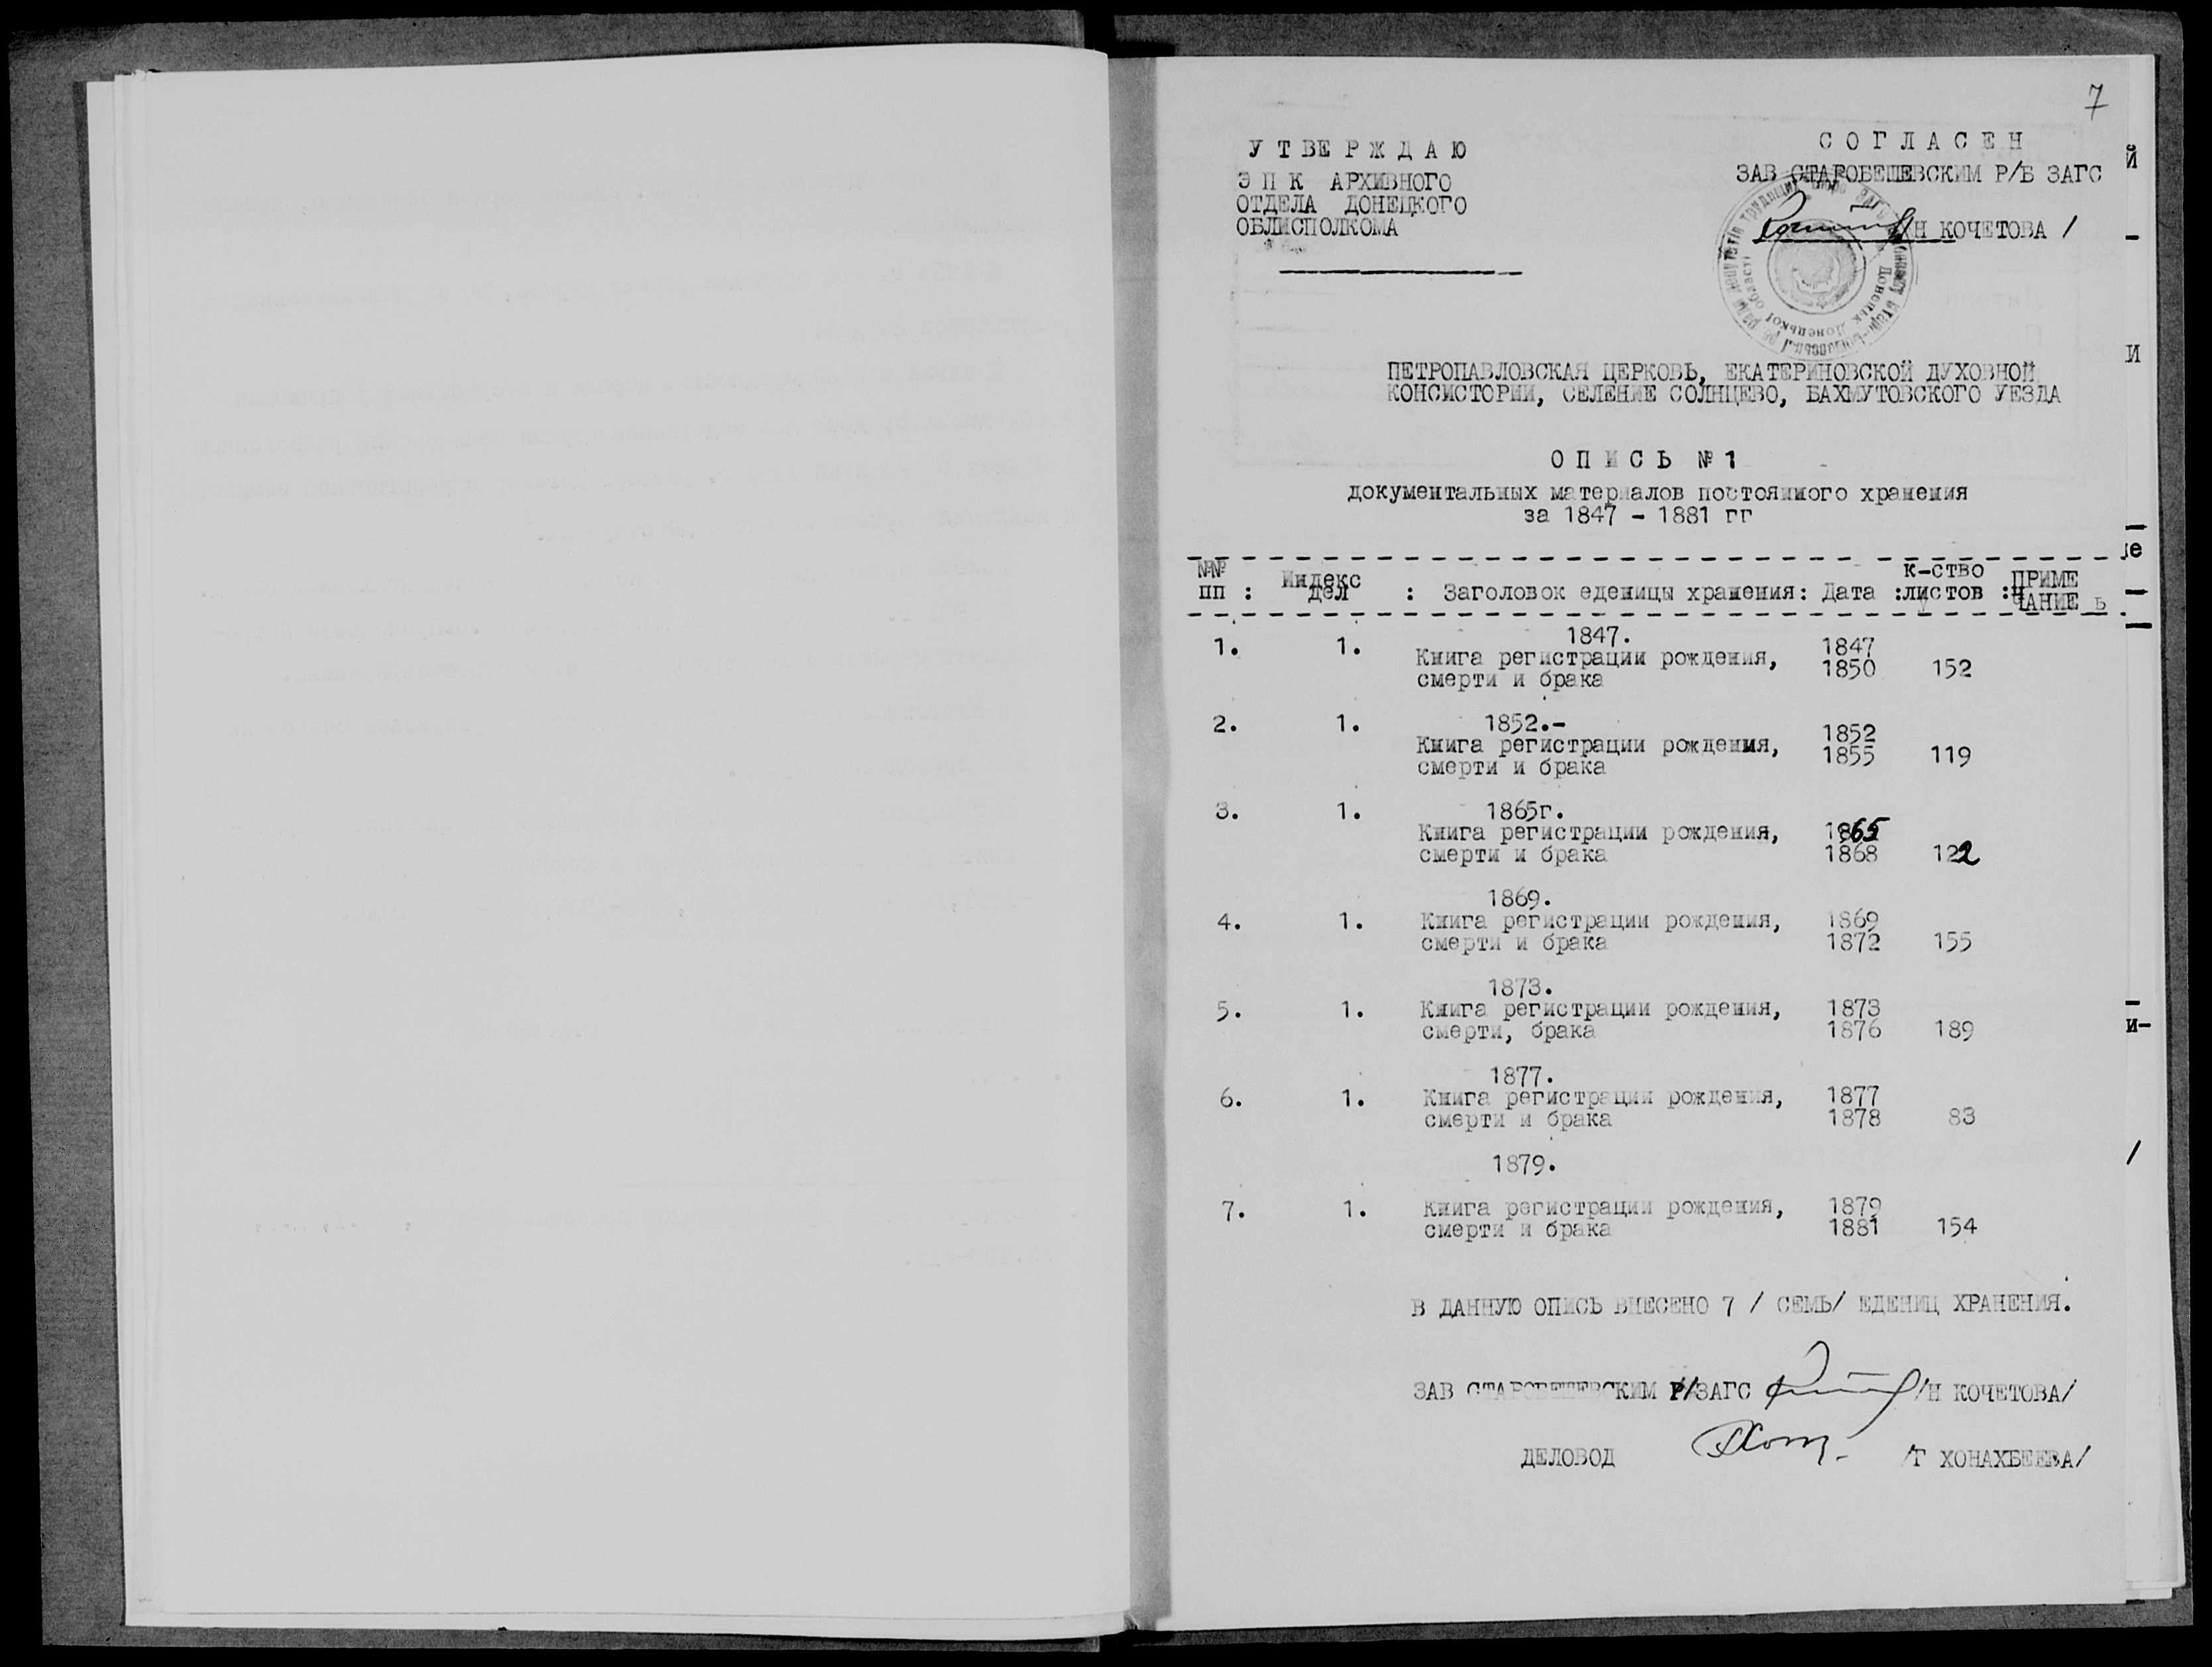 7
У Т ВЕ Р Ж Д А Ю
Э П К АРХИВНОГО
ОТДЕЛА ДОНЕЦКОГО
ОБЛИСПОЛКОМА
С О Г Л А С Е Н
ЗАВ СТАРОБЕШЕВСКИМ Р/Б ЗАГС
Н КОЧЕТОВА /
ПЕТРОПАВЛОВСКАЯ ЦЕРКОВЬ, ЕКАТЕРИНОВСКОЙ ДУХОВНОЙ
КОНСИСТОРИИ, СЕЛЕНИЕ СОЛНЦЕВО, БАХМУТОВСКОГО УЕЗДА
О П И С Ь №1
документальных материалов постоянного хранения
за 1847 - 1881 гг
№№ пп : Индекс дел : Заголовок еденицы хранения: Дата :к-ство листов :ПРИМЕ ЧАНИЕ
1847.
1. 1. Книга регистрации рождения, 1847
смерти и брака 1850 152
1852.-
2. 1. Книга регистрации рождения, 1852
смерти и брака 1855 119
1865г.
3. 1. Книга регистрации рождения, 1865
смерти и брака 1868 122
1869.
4. 1. Книга регистрации рождения, 1869
смерти и брака 1872 155
1873.
5. 1. Книга регистрации рождения, 1873
смерти, брака 1876 189
1877.
6. 1. Книга регистрации рождения, 1877
смерти и брака 1878 83
1879.
7. 1. Книга регистрации рождения, 1879
смерти и брака 1881 154
В ДАННУЮ ОПИСЬ ВНЕСЕНО 7 / СЕМЬ/ ЕДЕНИЦ ХРАНЕНИЯ.
ЗАВ СТАРОБЕШЕВСКИМ Р/ЗАГС /Н КОЧЕТОВА/
ДЕЛОВОД /Т ХОНАХБЕЕВА/